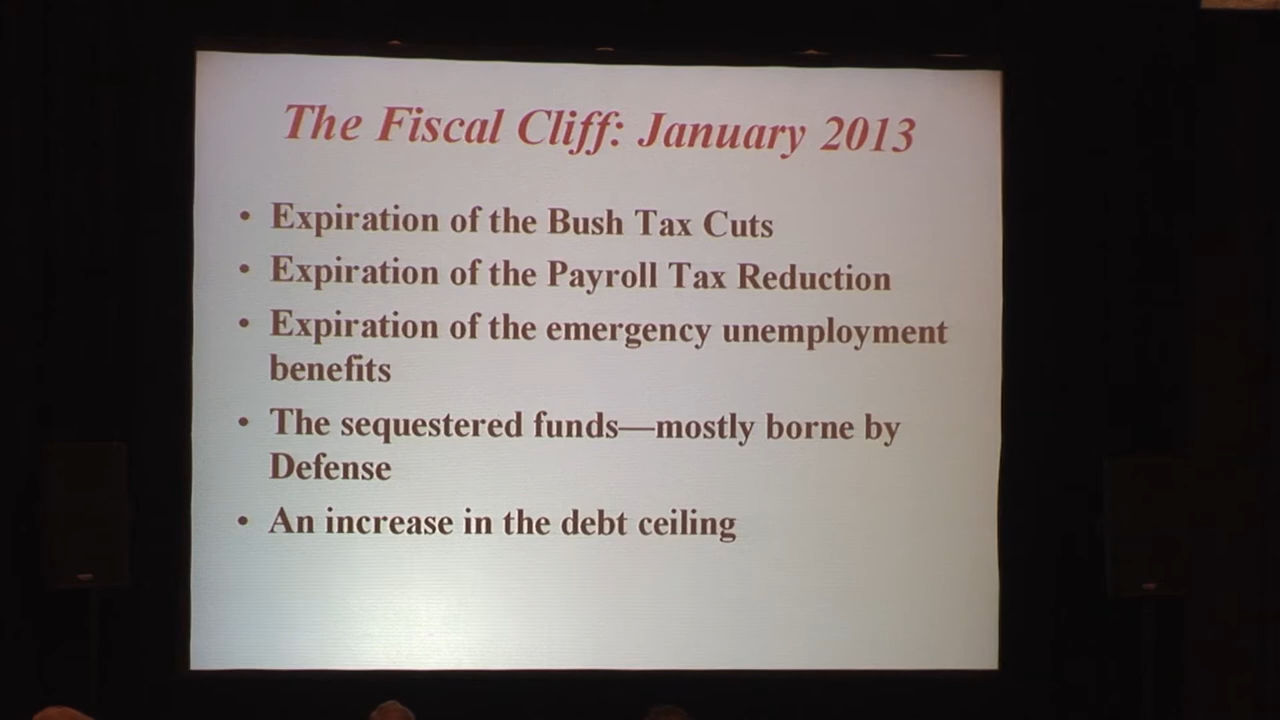 The Fiscal Cliff: January 2013
• Expiration of the Bush Tax Cuts
• Expiration of the Payroll Tax Reduction
• Expiration of the emergency unemployment
benefits
• The sequestered funds—mostly borne by
Defense
• An increase in the debt ceiling